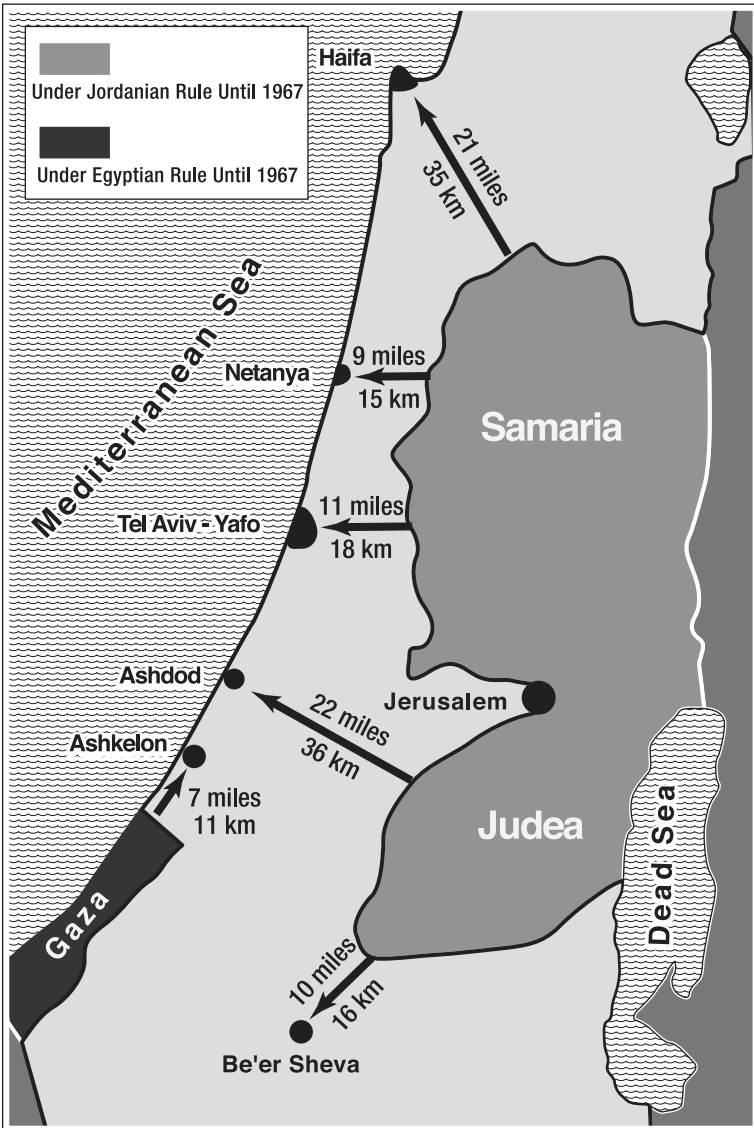 Under Jordanian Rule Until 1967
Under Egyptian Rule Until 1967
Haifa
21 miles
35 km
Mediterranean Sea
Netanya
9 miles
15 km
Samaria
Tel Aviv - Yafo
11 miles
18 km
Ashdod
22 miles
36 km
Jerusalem
Ashkelon
7 miles
11 km
Judea
Dead Sea
Gaza
10 miles
16 km
Be'er Sheva